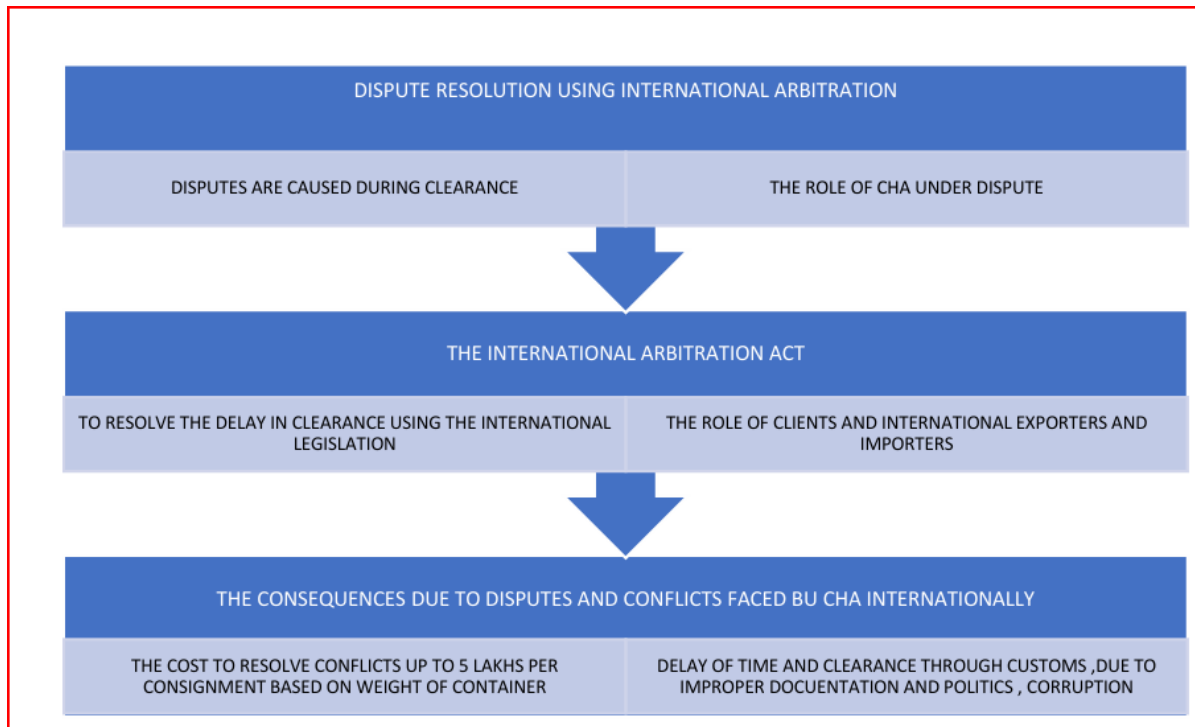 DISPUTE RESOLUTION USING INTERNATIONAL ARBITRATION
DISPUTES ARE CAUSED DURING CLEARANCE
THE ROLE OF CHA UNDER DISPUTE
THE INTERNATIONAL ARBITRATION ACT
TO RESOLVE THE DELAY IN CLEARANCE USING THE INTERNATIONAL
LEGISLATION
THE ROLE OF CLIENTS AND INTERNATIONAL EXPORTERS AND
IMPORTERS
THE CONSEQUENCES DUE TO DISPUTES AND CONFLICTS FACED BU CHA INTERNATIONALLY
THE COST TO RESOLVE CONFLICTS UP TO 5 LAKHS PER
CONSIGNMENT BASED ON WEIGHT OF CONTAINER
DELAY OF TIME AND CLEARANCE THROUGH CUSTOMS ,DUE TO
IMPROPER DOCUENTATION AND POLITICS , CORRUPTION